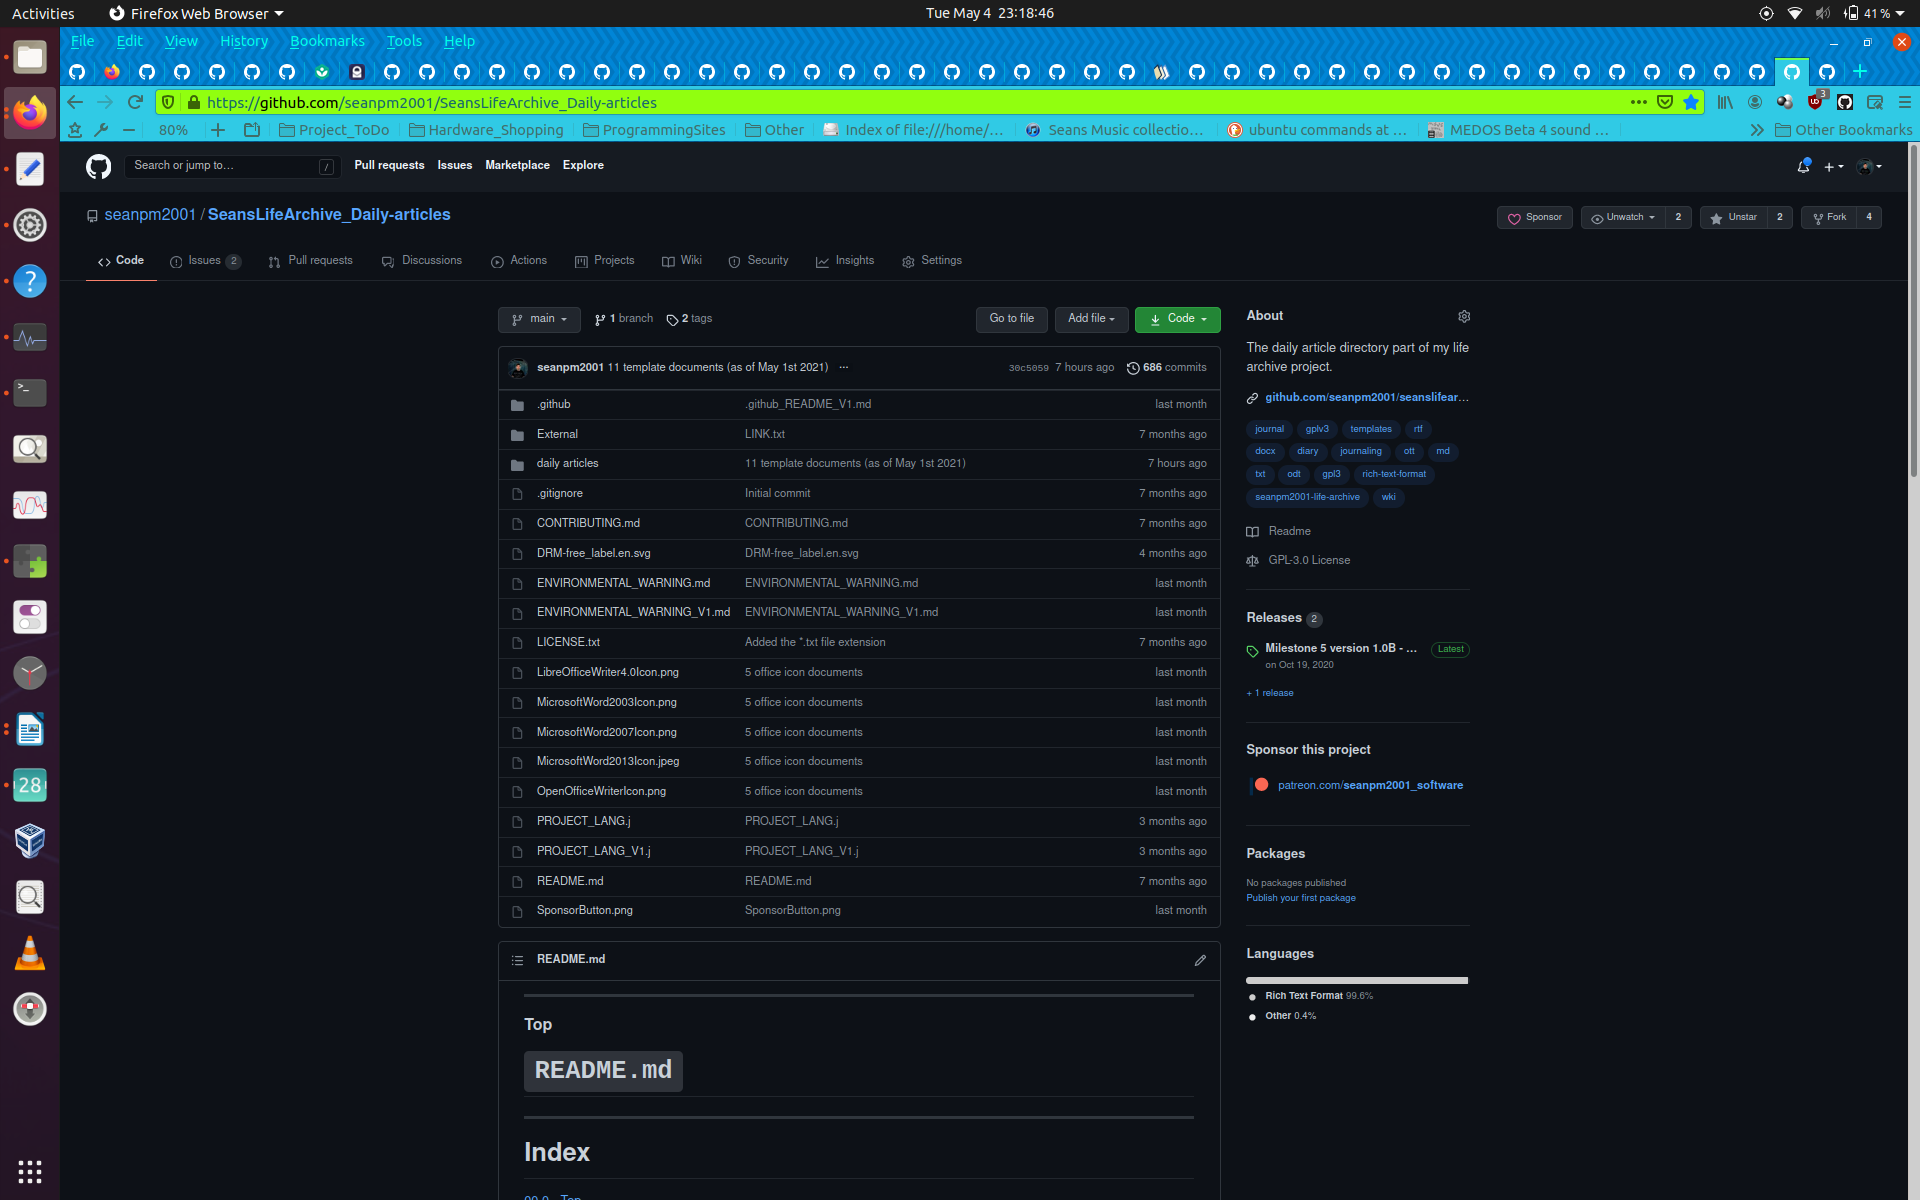 Activities
Firefox Web Browser
Tue May 4 23:18:46
41 %
File Edit View History Bookmarks Tools Help
https://github.com/seanpm2001/SeansLifeArchive_Daily-articles
3
80%
Project_ToDo
Hardware_Shopping
ProgrammingSites
Other
Index of file:///home/…
Seans Music collectio…
ubuntu commands at …
MEDOS Beta 4 sound …
Other Bookmarks
Search or jump to…
/
Pull requests Issues Marketplace Explore
seanpm2001 / SeansLifeArchive_Daily-articles
Sponsor
Unwatch 2
Unstar 2
Fork 4
Code
Issues 2
Pull requests
Discussions
Actions
Projects
Wiki
Security
Insights
Settings
main
1 branch
2 tags
Go to file
Add file
Code
seanpm2001 11 template documents (as of May 1st 2021) ... 30c5059 7 hours ago 686 commits
.github .github_README_V1.md last month
External LINK.txt 7 months ago
daily articles 11 template documents (as of May 1st 2021) 7 hours ago
.gitignore Initial commit 7 months ago
CONTRIBUTING.md CONTRIBUTING.md 7 months ago
DRM-free_label.en.svg DRM-free_label.en.svg 4 months ago
ENVIRONMENTAL_WARNING.md ENVIRONMENTAL_WARNING.md last month
ENVIRONMENTAL_WARNING_V1.md ENVIRONMENTAL_WARNING_V1.md last month
LICENSE.txt Added the *.txt file extension 7 months ago
LibreOfficeWriter4.0Icon.png 5 office icon documents last month
MicrosoftWord2003Icon.png 5 office icon documents last month
MicrosoftWord2007Icon.png 5 office icon documents last month
MicrosoftWord2013Icon.jpeg 5 office icon documents last month
OpenOfficeWriterIcon.png 5 office icon documents last month
PROJECT_LANG.j PROJECT_LANG.j 3 months ago
PROJECT_LANG_V1.j PROJECT_LANG_V1.j 3 months ago
README.md README.md 7 months ago
SponsorButton.png SponsorButton.png last month
README.md
Top
README.md
Index
About
The daily article directory part of my life
archive project.
github.com/seanpm2001/seanslifear…
journal gplv3 templates rtf
docx diary journaling ott md
txt odt gpl3 rich-text-format
seanpm2001-life-archive wki
Readme
GPL-3.0 License
Releases 2
Milestone 5 version 1.0B - … Latest
on Oct 19, 2020
+ 1 release
Sponsor this project
patreon.com/seanpm2001_software
Packages
No packages published
Publish your first package
Languages
Rich Text Format 99.6%
Other 0.4%
28